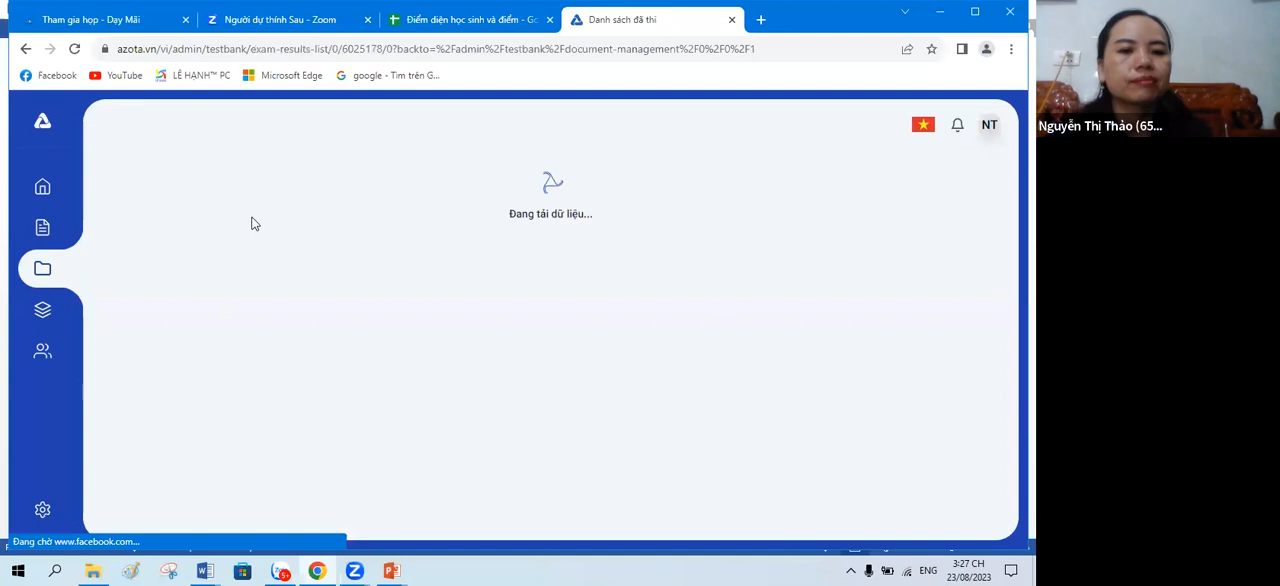 Tham gia họp - Dạy Mãi
Người dự thính Sau - Zoom
Điểm diện học sinh và điểm - Gc
Danh sách đã thi
azota.vn/vi/admin/testbank/exam-results-list/0/6025178/0?backto=%2Fadmin%2Ftestbank%2Fdocument-management%2F0%2F0%2F1
Facebook
YouTube
LÊ HẠNH™ PC
Microsoft Edge
google - Tìm trên G...
NT
Đang tải dữ liệu...
Nguyễn Thị Thảo (65...
Đang chờ www.facebook.com...
5+
ENG
3:27 CH
23/08/2023